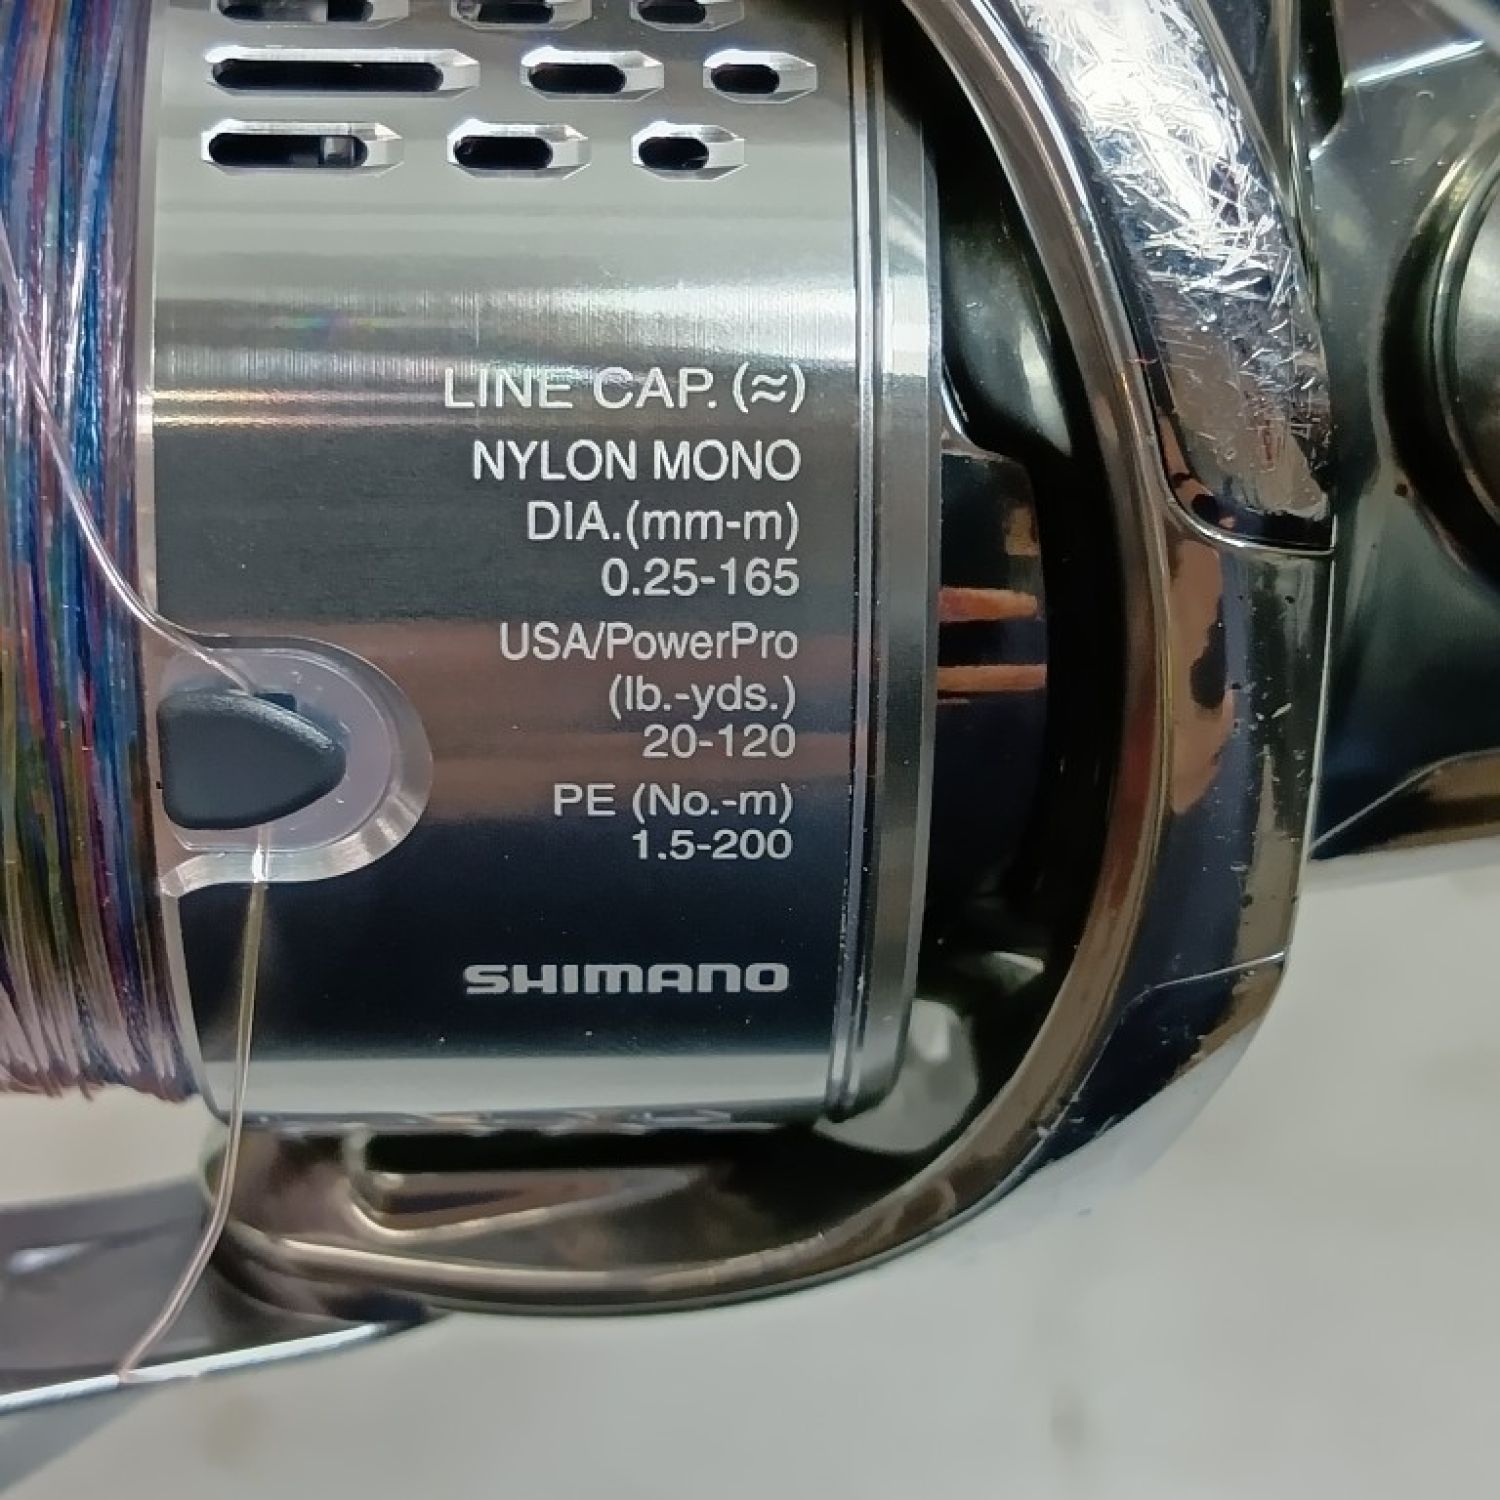 LINE CAP. (≈)
NYLON MONO
DIA.(mm-m)
0.25-165
USA/PowerPro
(lb.-yds.)
20-120
PE (No.-m)
1.5-200
SHIMANO